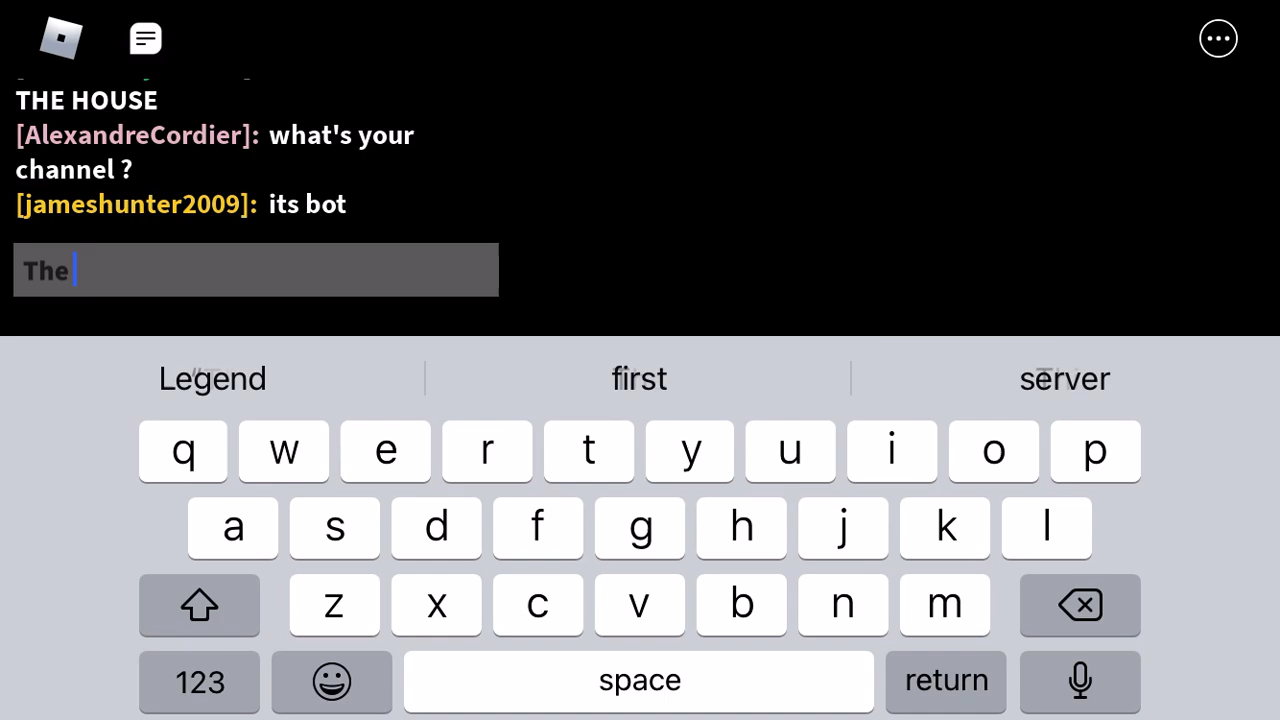 THE HOUSE
[AlexandreCordier]: what's your
channel ?
[jameshunter2009]: its bot
The
Legend first server
q w e r t y u i o p
a s d f g h j k l
z x c v b n m
123 space return